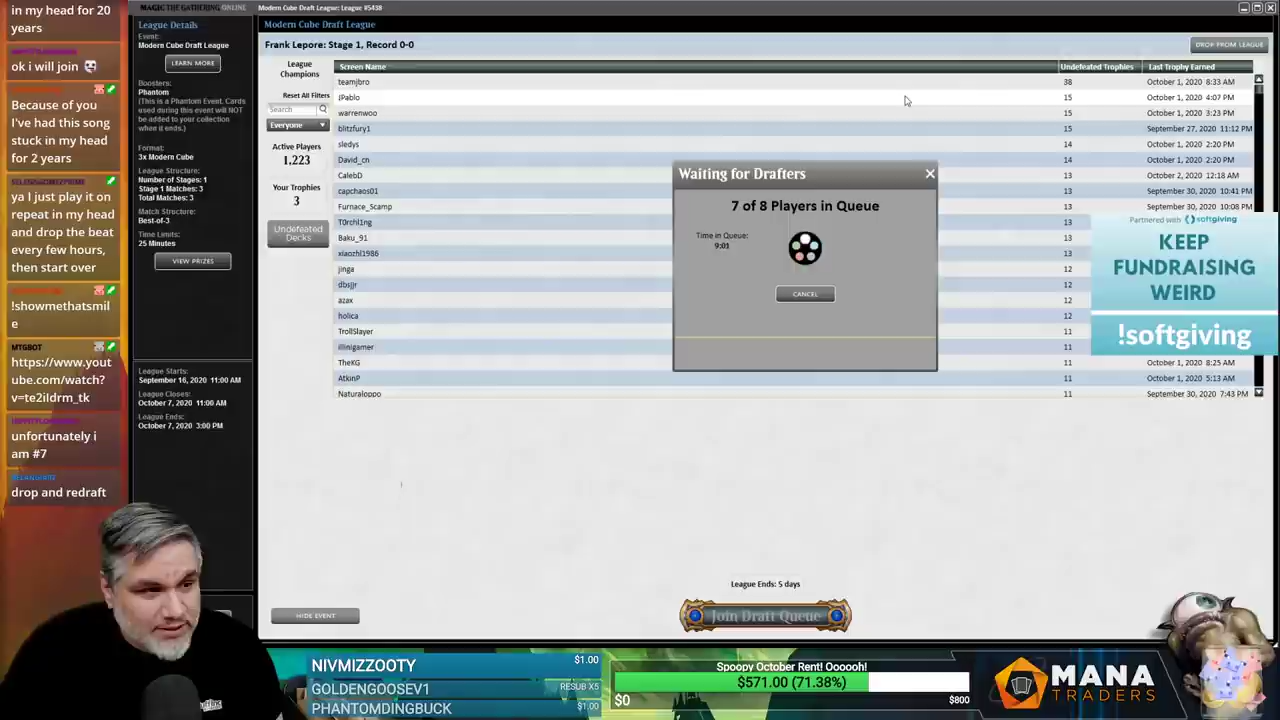 in my head for 20
years
ok i will join
Because of you
I've had this song
stuck in my head
for 2 years
ya I just play it on
repeat in my head
and drop the beat
every few hours,
then start over
!showmethatsmil
e
MTGBOT
https://www.yout
ube.com/watch?
v=te2iIdrm_tk
unfortunately i
am #7
drop and redraft
MAGIC THE GATHERING ONLINE
League Details
Event:
Modern Cube Draft League
LEARN MORE
Boosters:
Phantom
(This is a Phantom Event. Cards
used during this event will NOT
be added to your collection
when it ends.)
Format:
3x Modern Cube
League Structure:
Number of Stages: 1
Stage 1 Matches: 3
Total Matches: 3
Match Structure:
Best-of-3
Time Limits:
25 Minutes
VIEW PRIZES
League Starts:
September 16, 2020 11:00 AM
League Closes:
October 7, 2020 11:00 AM
League Ends:
October 7, 2020 3:00 PM
Modern Cube Draft League: League #5438
Modern Cube Draft League
Frank Lepore: Stage 1, Record 0-0
DROP FROM LEAGUE
League
Champions
Reset All Filters
Search
Everyone
Active Players
1,223
Your Trophies
3
Undefeated
Decks
Screen Name Undefeated Trophies Last Trophy Earned
teamjbro 38 October 1, 2020 8:33 AM
JPablo 15 October 1, 2020 4:07 PM
warrenwoo 15 October 1, 2020 3:23 PM
blitzfury1 15 September 27, 2020 11:12 PM
sledys 14 October 1, 2020 2:20 PM
David_cn 14 October 1, 2020 2:20 PM
CalebD 13 October 2, 2020 12:18 AM
capchaos01 13 September 30, 2020 10:41 PM
Furnace_Scamp 13 September 30, 2020 10:08 PM
T0rchl1ng 13
Baku_91 13
xiaozhl1986 13
jinga 12
dbsjjr 12
azax 12
holica 12
TrollSlayer 11
illinigamer 11
TheKG 11 October 1, 2020 8:25 AM
AtkinP 11 October 1, 2020 5:13 AM
Naturaloppo 11 September 30, 2020 7:43 PM
Waiting for Drafters
7 of 8 Players in Queue
Time in Queue:
9:01
CANCEL
Partnered with softgiving
KEEP
FUNDRAISING
WEIRD
!softgiving
League Ends: 5 days
HIDE EVENT
Join Draft Queue
NIVMIZZOOTY $1.00
GOLDENGOOSEV1 RESUB X5
PHANTOMDINGBUCK $1.00
Spoopy October Rent! Oooooh!
$571.00 (71.38%)
$0 $800
MANA
TRADERS